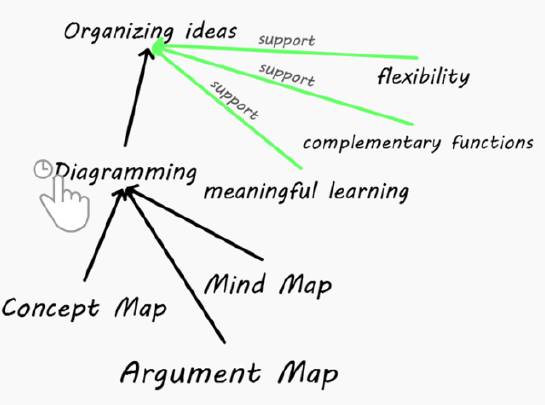 Organizing ideas
support
flexibility
support
complementary functions
support
meaningful learning
Diagramming
Mind Map
Concept Map
Argument Map